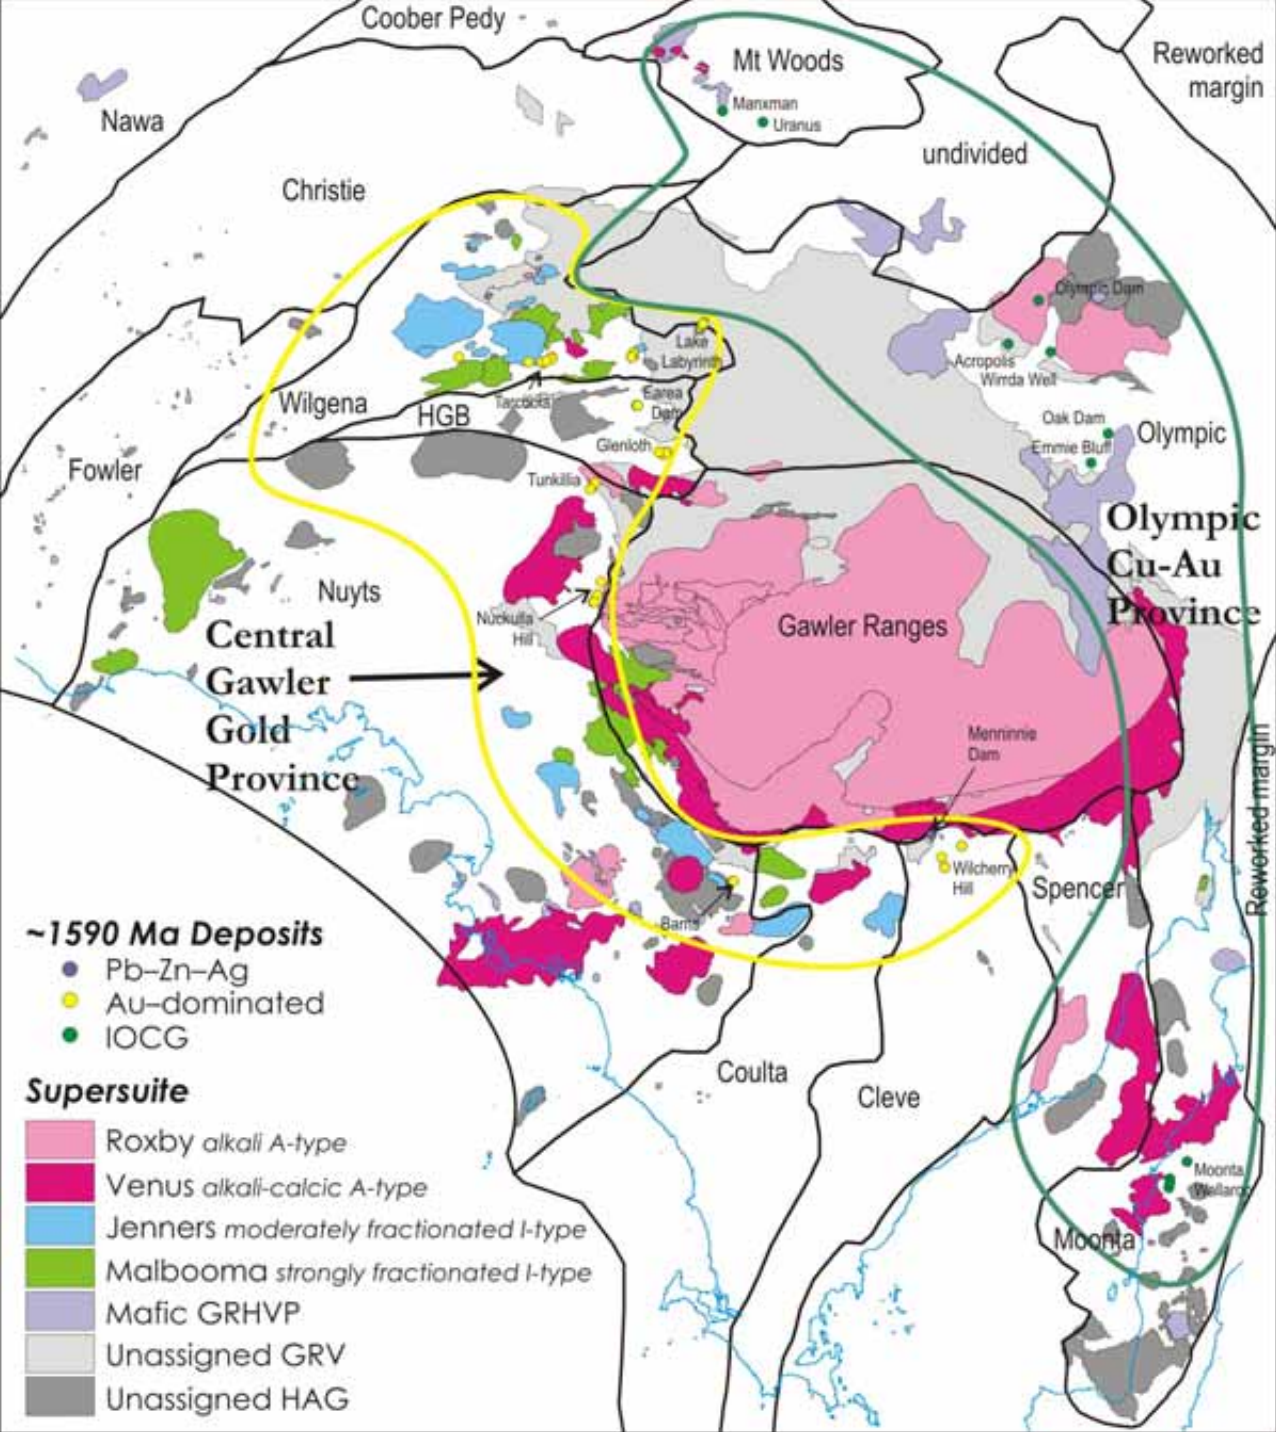 Coober Pedy
Mt Woods
Reworked
margin
Nawa
Manxman
Uranus
undivided
Christie
Olympic Dam
Lake
Labyrinth
Acropolis
Wirrda Well
Wilgena
HGB
Tarcoola
Earea
Dam
Oak Dam
Olympic
Glenloth
Emmie Bluff
Fowler
Tunkillia
Olympic
Cu-Au
Province
Nuyts
Nuckulla
Hill
Gawler Ranges
Central
Gawler
Gold
Province
Menninnie
Dam
Reworked margin
Wilcherry
Hill
Spencer
Barns
~1590 Ma Deposits
Pb–Zn–Ag
Au–dominated
IOCG
Coulta
Cleve
Supersuite
Roxby alkali A-type
Venus alkali-calcic A-type
Jenners moderately fractionated I-type
Malbooma strongly fractionated I-type
Mafic GRHVP
Unassigned GRV
Unassigned HAG
Moonta
Wallaroo
Moonta